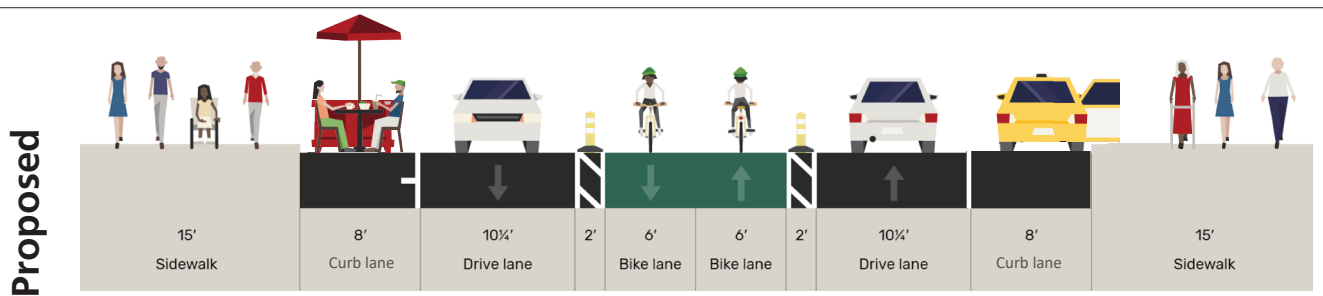 Proposed
15′
8′
10¼′
2′
6′
6′
2′
10¼′
8′
15′
Sidewalk
Curb lane
Drive lane
Bike lane
Bike lane
Drive lane
Curb lane
Sidewalk